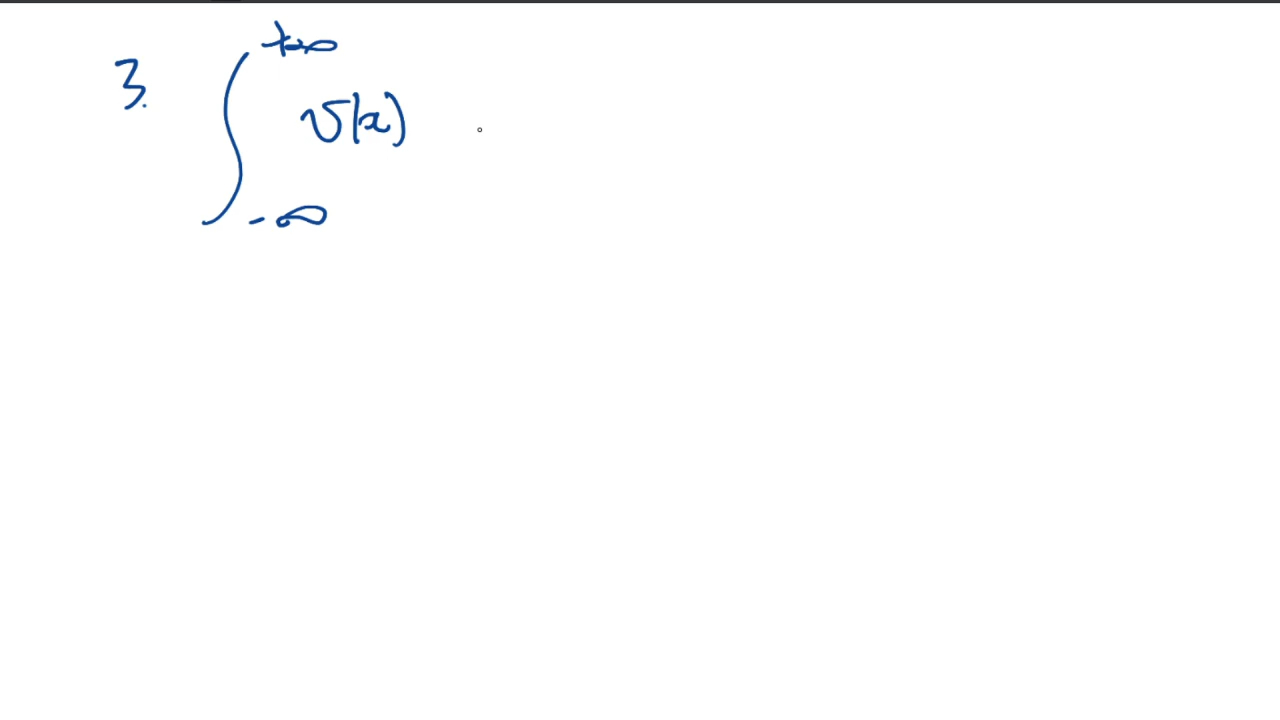 3. ∫_{-∞}^{+∞} v(x)